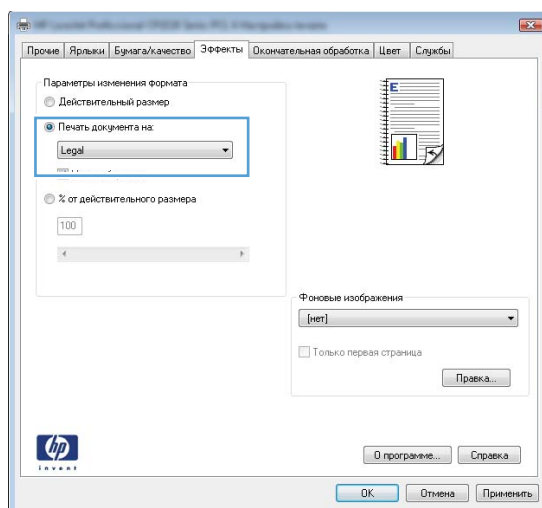 Прочие Ярлыки Бумага/качество Эффекты Окончательная обработка Цвет Службы
Параметры изменения формата
Действительный размер
Печать документа на:
Legal
% от действительного размера
100
E
Фоновые изображения
[нет]
Только первая страница
Правка...
hp
invent
О программе... Справка
OK Отмена Применить